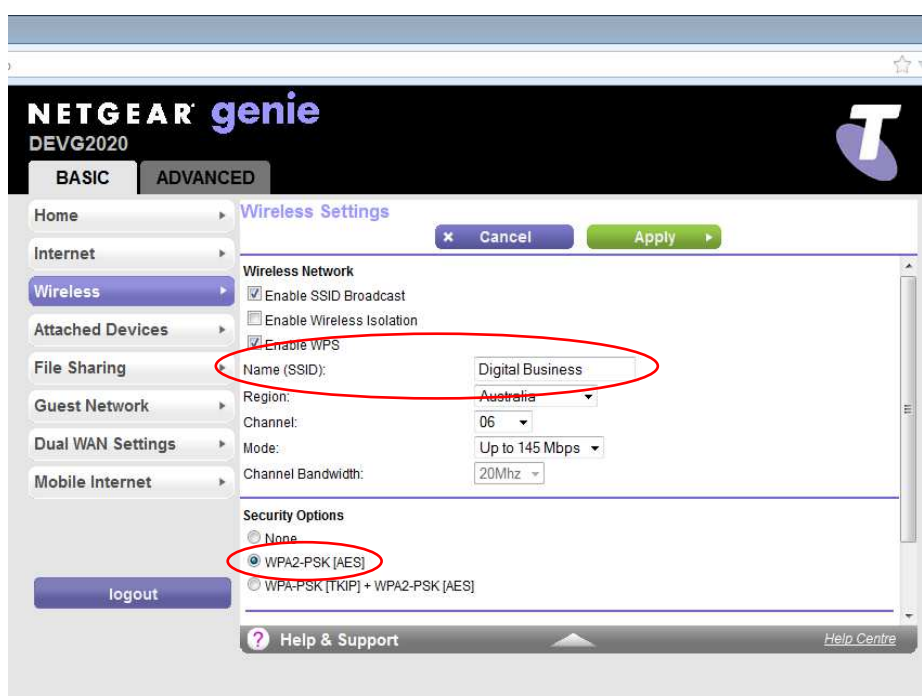 NETGEAR genie
DEVG2020
BASIC ADVANCED
Home
Internet
Wireless
Attached Devices
File Sharing
Guest Network
Dual WAN Settings
Mobile Internet
logout
Wireless Settings
Cancel Apply
Wireless Network
Enable SSID Broadcast
Enable Wireless Isolation
Enable WPS
Name (SSID): Digital Business
Region: Australia
Channel: 06
Mode: Up to 145 Mbps
Channel Bandwidth: 20Mhz
Security Options
None
WPA2-PSK [AES]
WPA-PSK [TKIP] + WPA2-PSK [AES]
? Help & Support Help Centre